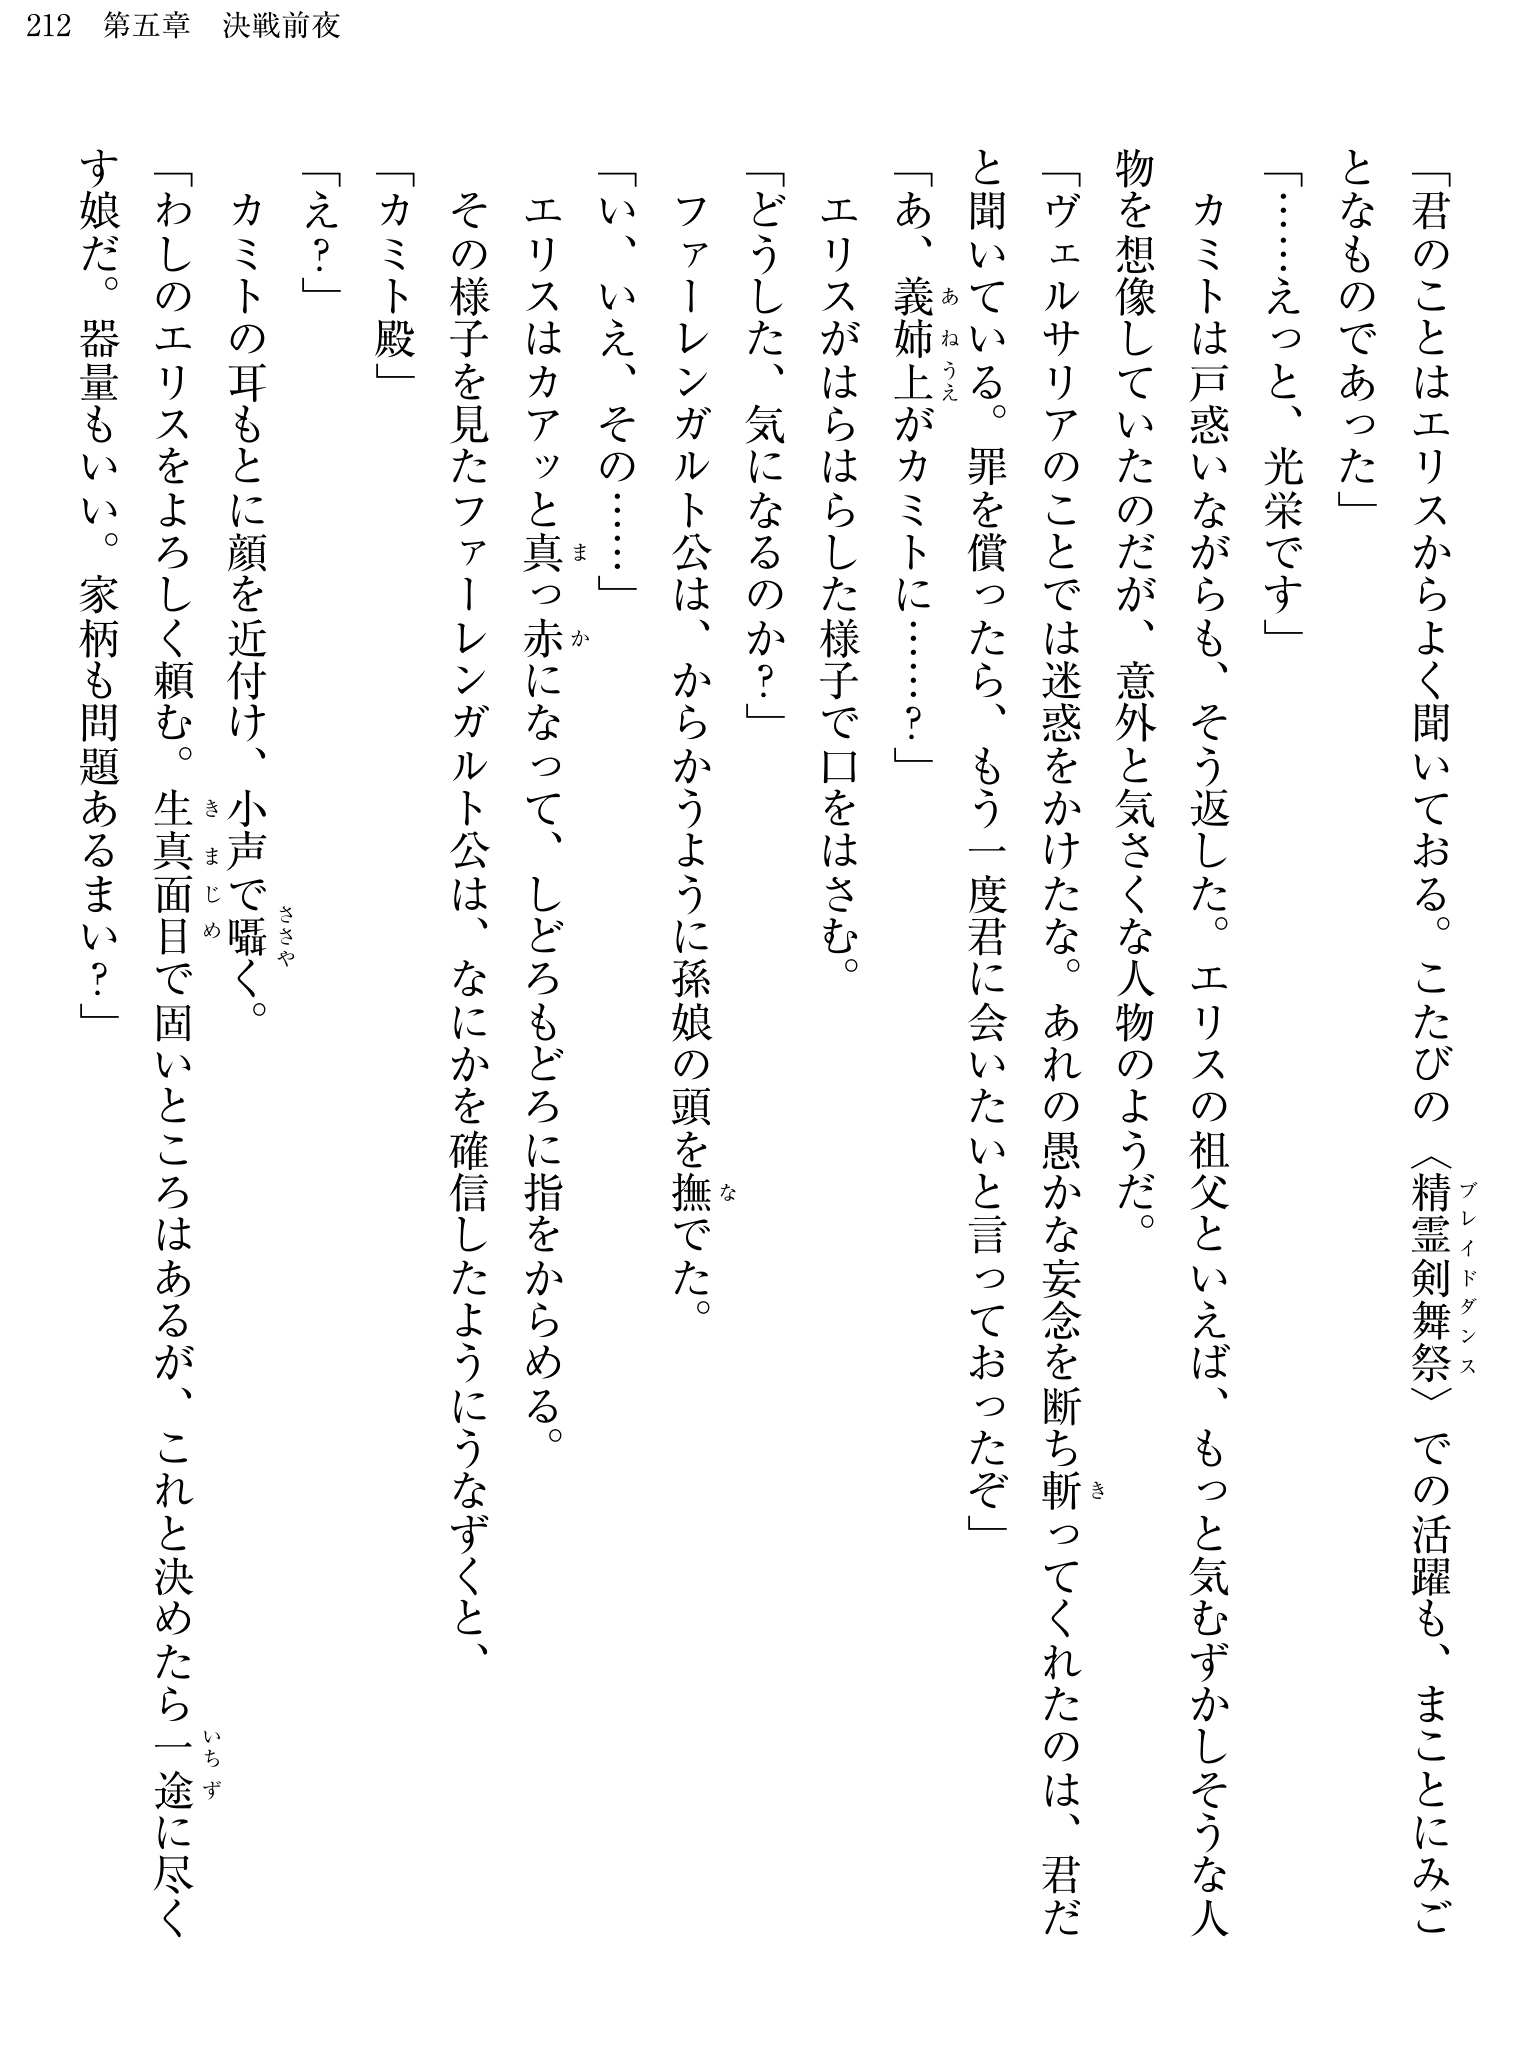 212 第五章 決戦前夜
「君のことはエリスからよく聞いておる。こたびの〈精霊剣舞祭〉での活躍も、まことにみご
となものであった」
「……えっと、光栄です」
　カミトは戸惑いながらも、そう返した。エリスの祖父といえば、もっと気むずかしそうな人
物を想像していたのだが、意外と気さくな人物のようだ。
「ヴェルサリアのことでは迷惑をかけたな。あれの愚かな妄念を断ち斬ってくれたのは、君だ
と聞いている。罪を償ったら、もう一度君に会いたいと言っておったぞ」
「あ、義姉上がカミトに……？」
　エリスがはらはらした様子で口をはさむ。
「どうした、気になるのか？」
　ファーレンガルト公は、からかうように孫娘の頭を撫でた。
「い、いえ、その……」
　エリスはカアッと真っ赤になって、しどろもどろに指をからめる。
　その様子を見たファーレンガルト公は、なにかを確信したようにうなずくと、
「カミト殿」
「え？」
　カミトの耳もとに顔を近付け、小声で囁く。
「わしのエリスをよろしく頼む。生真面目で固いところはあるが、これと決めたら一途に尽く
す娘だ。器量もいい。家柄も問題あるまい？」